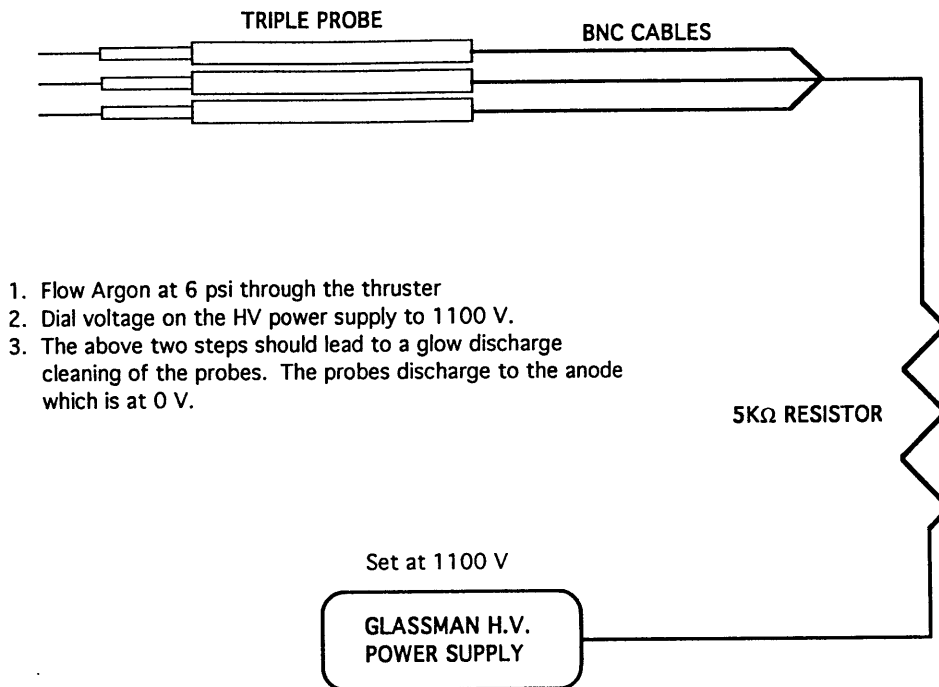 TRIPLE PROBE
BNC CABLES
1. Flow Argon at 6 psi through the thruster
2. Dial voltage on the HV power supply to 1100 V.
3. The above two steps should lead to a glow discharge
cleaning of the probes. The probes discharge to the anode
which is at 0 V.
5KΩ RESISTOR
Set at 1100 V
GLASSMAN H.V.
POWER SUPPLY